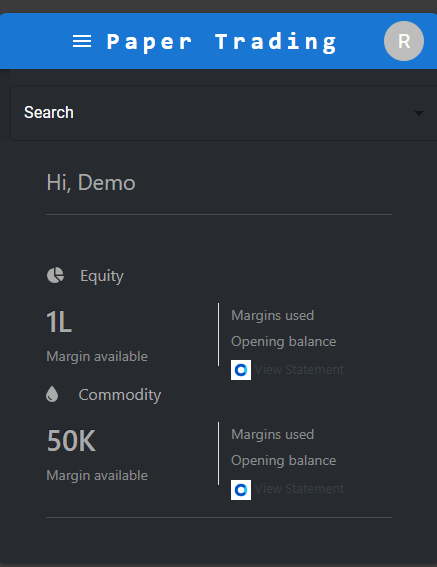 Paper Trading
R
Search
Hi, Demo
Equity
1L
Margin available
Margins used
Opening balance
View Statement
Commodity
50K
Margin available
Margins used
Opening balance
View Statement